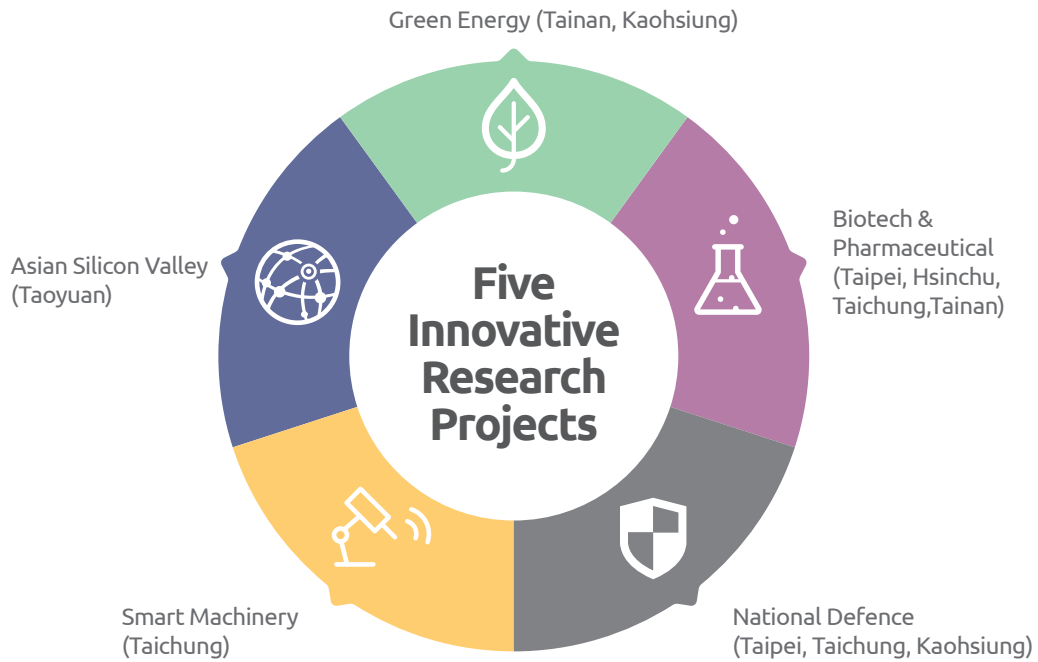 Green Energy (Tainan, Kaohsiung)
Biotech &
Pharmaceutical
(Taipei, Hsinchu,
Taichung,Tainan)
Asian Silicon Valley
(Taoyuan)
Five
Innovative
Research
Projects
Smart Machinery
(Taichung)
National Defence
(Taipei, Taichung, Kaohsiung)